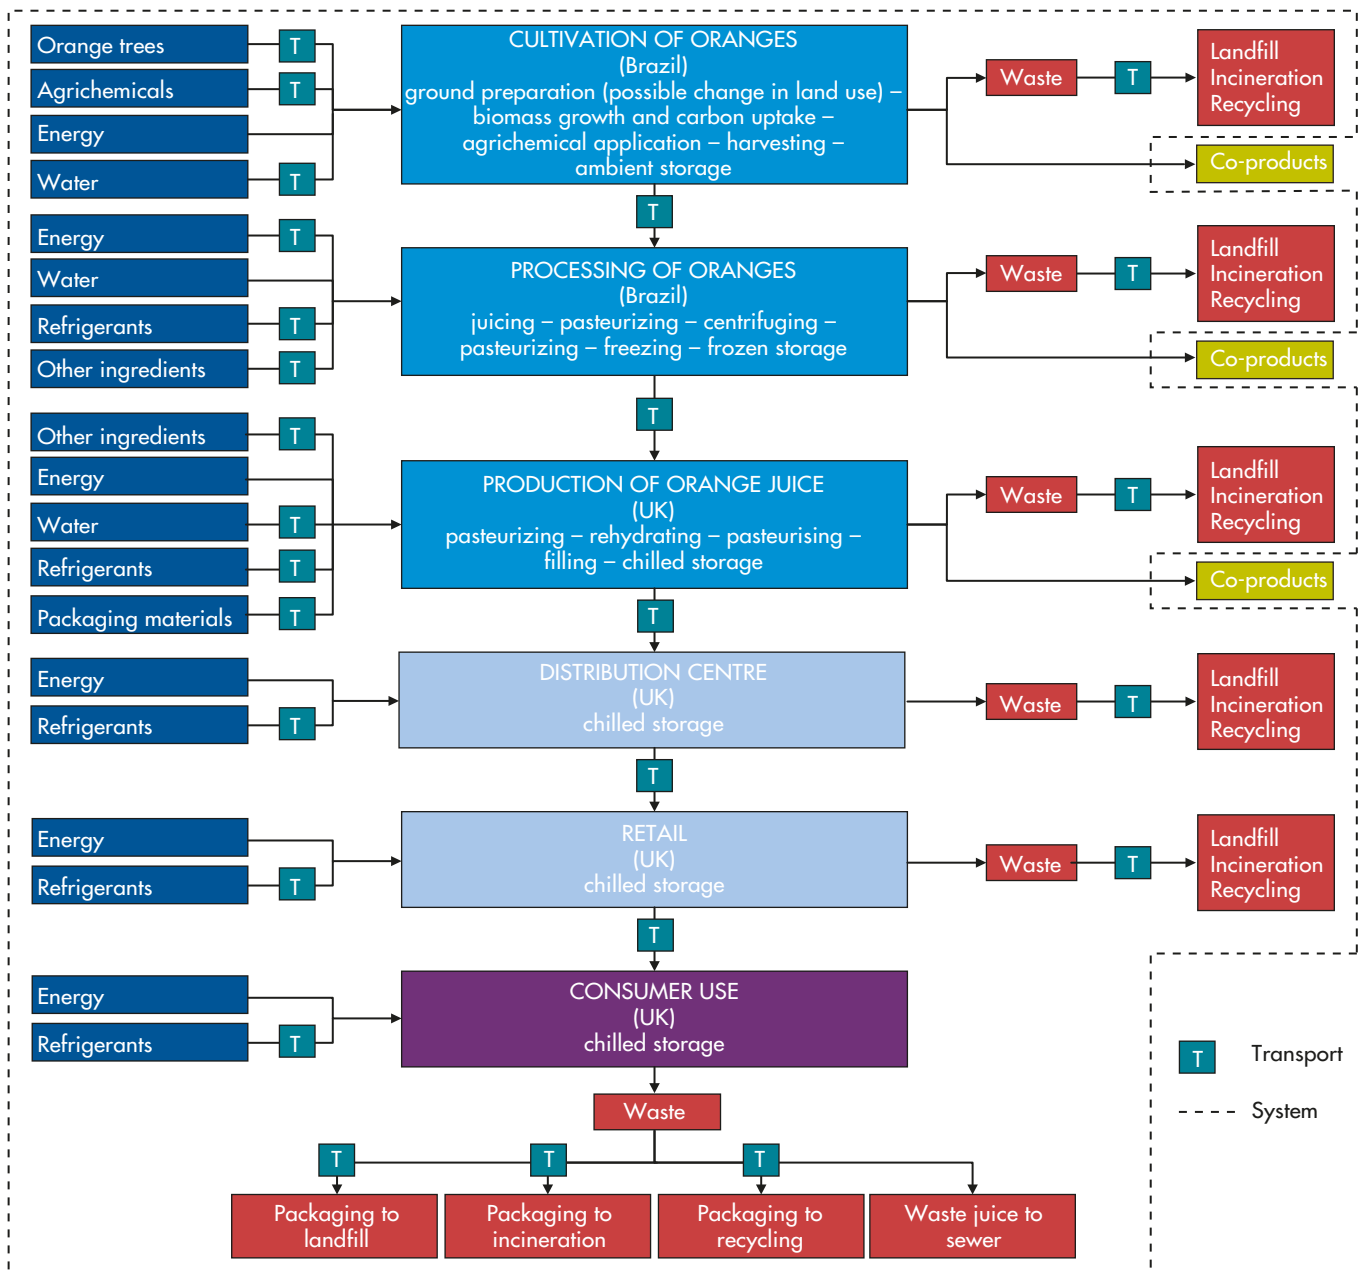 Orange trees
T
Agrichemicals
T
Energy
Water
T
CULTIVATION OF ORANGES
(Brazil)
ground preparation (possible change in land use) –
biomass growth and carbon uptake –
agrichemical application – harvesting –
ambient storage
Waste
T
Landfill
Incineration
Recycling
Co-products
T
Energy
T
Water
Refrigerants
T
Other ingredients
T
PROCESSING OF ORANGES
(Brazil)
juicing – pasteurizing – centrifuging –
pasteurizing – freezing – frozen storage
Waste
T
Landfill
Incineration
Recycling
Co-products
T
Other ingredients
T
Energy
Water
T
Refrigerants
T
Packaging materials
T
PRODUCTION OF ORANGE JUICE
(UK)
pasteurizing – rehydrating – pasteurising –
filling – chilled storage
Waste
T
Landfill
Incineration
Recycling
Co-products
T
Energy
Refrigerants
T
DISTRIBUTION CENTRE
(UK)
chilled storage
Waste
T
Landfill
Incineration
Recycling
T
Energy
Refrigerants
T
RETAIL
(UK)
chilled storage
Waste
T
Landfill
Incineration
Recycling
T
Energy
Refrigerants
T
CONSUMER USE
(UK)
chilled storage
T
Transport
System
Waste
T
T
T
Packaging to
landfill
Packaging to
incineration
Packaging to
recycling
Waste juice to
sewer